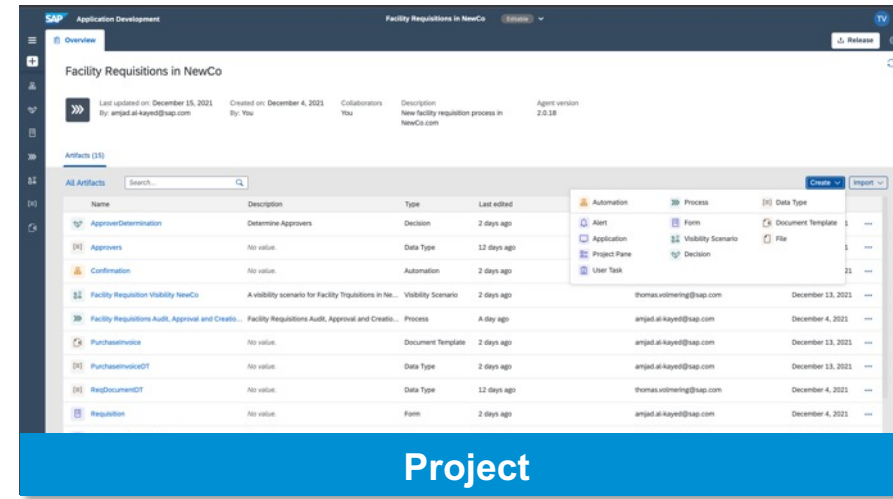 SAP Application Development Facility Requisitions in NewCo Editable TV
Overview Release
Facility Requisitions in NewCo
Last updated on: December 15, 2021 Created on: December 4, 2021 Collaborators Description Agent version
By: amjad.al-kayed@sap.com By: You You New facility requisition process in 2.0.18
NewCo.com
Artifacts (15)
All Artifacts Search... Create Import
Name Description Type Last edited
Automation Process Data Type
Alert Form Document Template
Application Visibility Scenario File
Project Pane Decision
User Task
ApproverDetermination Determine Approvers Decision 2 days ago
Approvers No value. Data Type 12 days ago
Confirmation No value. Automation 2 days ago
Facility Requisition Visibility NewCo A visibility scenario for Facility Trquisitions in Ne... Visibility Scenario 2 days ago thomas.volmering@sap.com December 13, 2021
Facility Requisitions Audit, Approval and Creatio... Facility Requisitions Audit, Approval and Creatio... Process A day ago amjad.al-kayed@sap.com December 4, 2021
PurchaseInvoice No value. Document Template 2 days ago amjad.al-kayed@sap.com December 13, 2021
PurchaseInvoiceDT No value. Data Type 2 days ago amjad.al-kayed@sap.com December 13, 2021
ReqDocumentDT No value. Data Type 12 days ago thomas.volmering@sap.com December 4, 2021
Requisition No value. Form 2 days ago amjad.al-kayed@sap.com December 4, 2021
Project